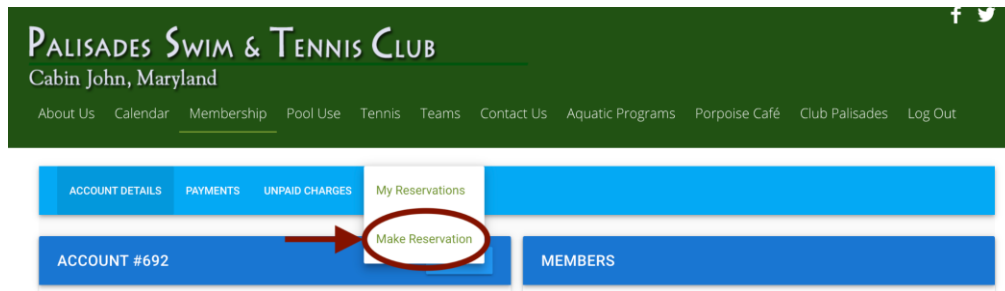 f
PALISADES SWIM & TENNIS CLUB
Cabin John, Maryland
About Us Calendar Membership Pool Use Tennis Teams Contact Us Aquatic Programs Porpoise Café Club Palisades Log Out
ACCOUNT DETAILS PAYMENTS UNPAID CHARGES My Reservations
Make Reservation
ACCOUNT #692 MEMBERS